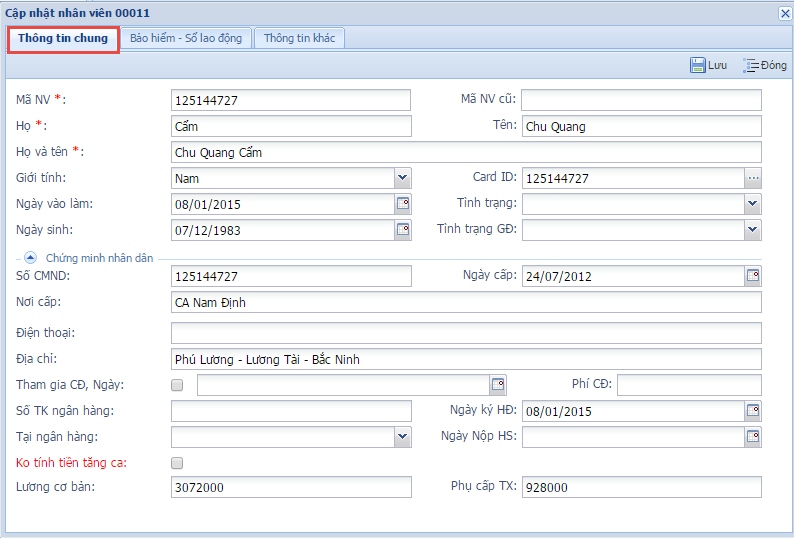 Cập nhật nhân viên 00011
Thông tin chung Bảo hiểm - Sổ lao động Thông tin khác
Lưu Đóng
Mã NV *: 125144727 Mã NV cũ:
Họ *: Cẩm Tên: Chu Quang
Họ và tên *: Chu Quang Cẩm
Giới tính: Nam Card ID: 125144727 ...
Ngày vào làm: 08/01/2015 Tình trạng:
Ngày sinh: 07/12/1983 Tình trạng GĐ:
Chứng minh nhân dân
Số CMND: 125144727 Ngày cấp: 24/07/2012
Nơi cấp: CA Nam Định
Điện thoại:
Địa chỉ: Phú Lương - Lương Tài - Bắc Ninh
Tham gia CĐ, Ngày: Phí CĐ:
Số TK ngân hàng: Ngày ký HĐ: 08/01/2015
Tại ngân hàng: Ngày Nộp HS:
Ko tính tiền tăng ca:
Lương cơ bản: 3072000 Phụ cấp TX: 928000